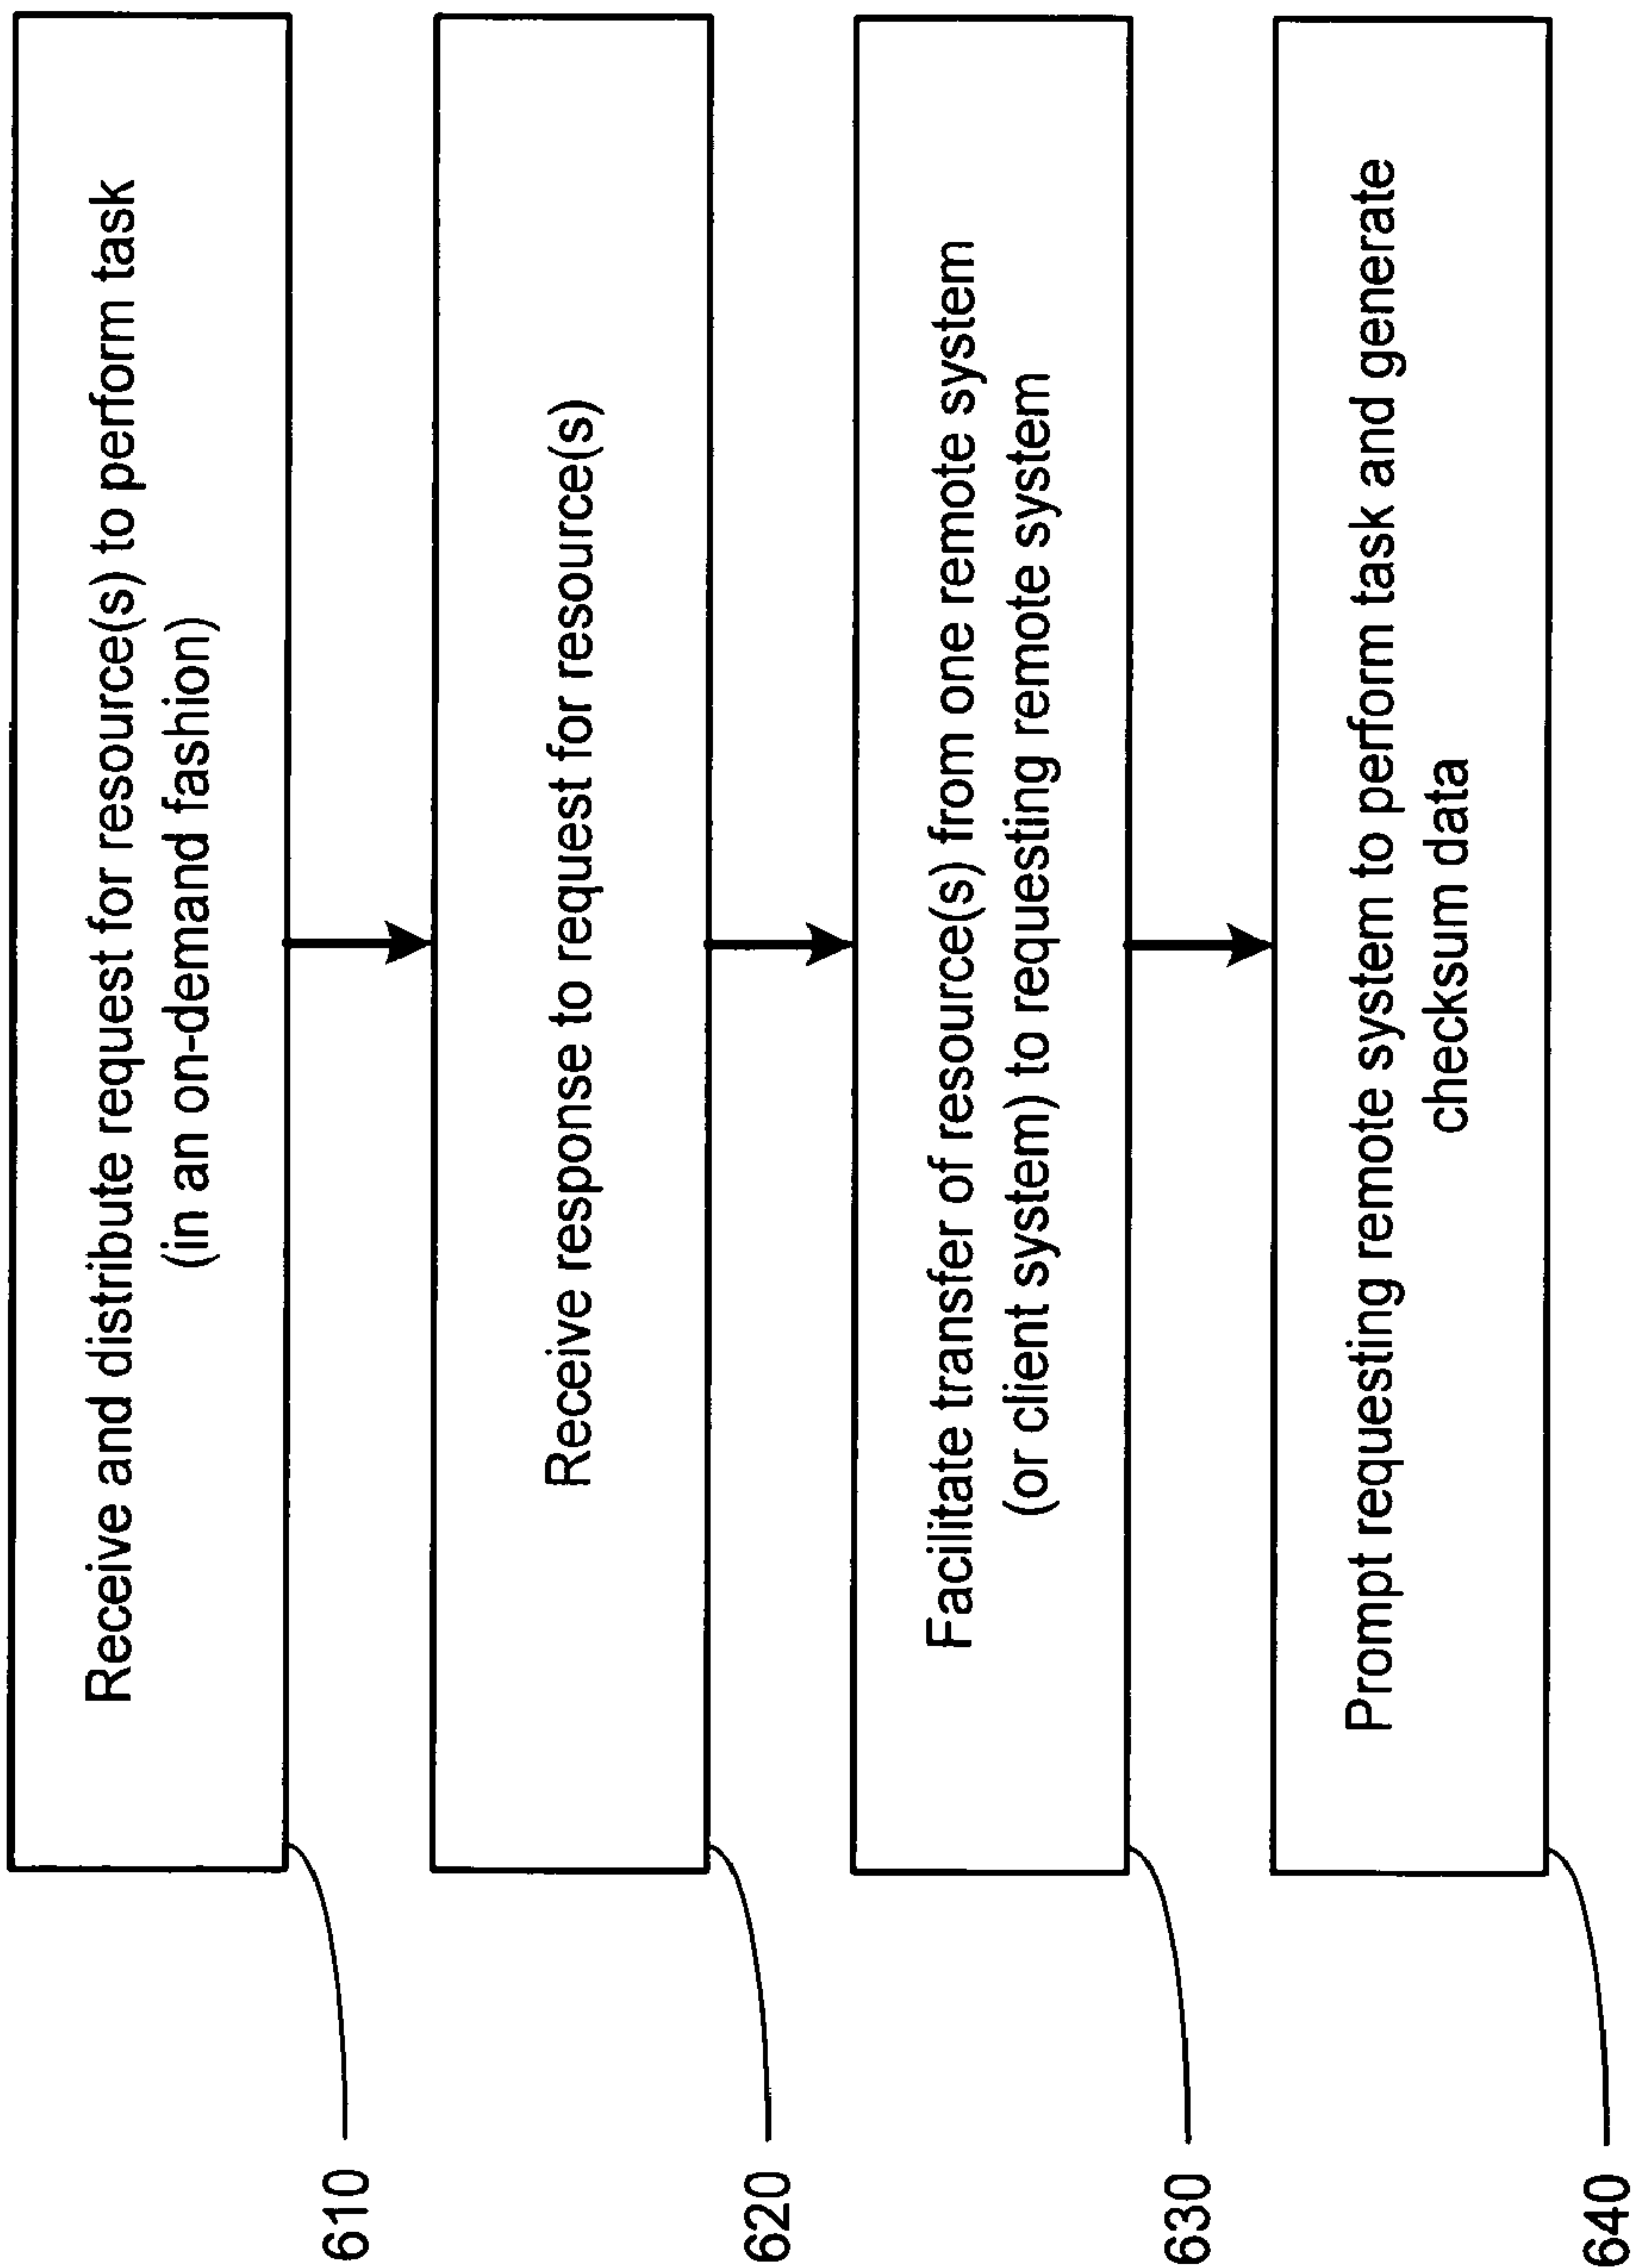 Receive and distribute request for resource(s) to perform task
(in an on-demand fashion)
610
Receive response to request for resource(s)
620
Facilitate transfer of resource(s) from one remote system
(or client system) to requesting remote system
630
Prompt requesting remote system to perform task and generate
checksum data
640